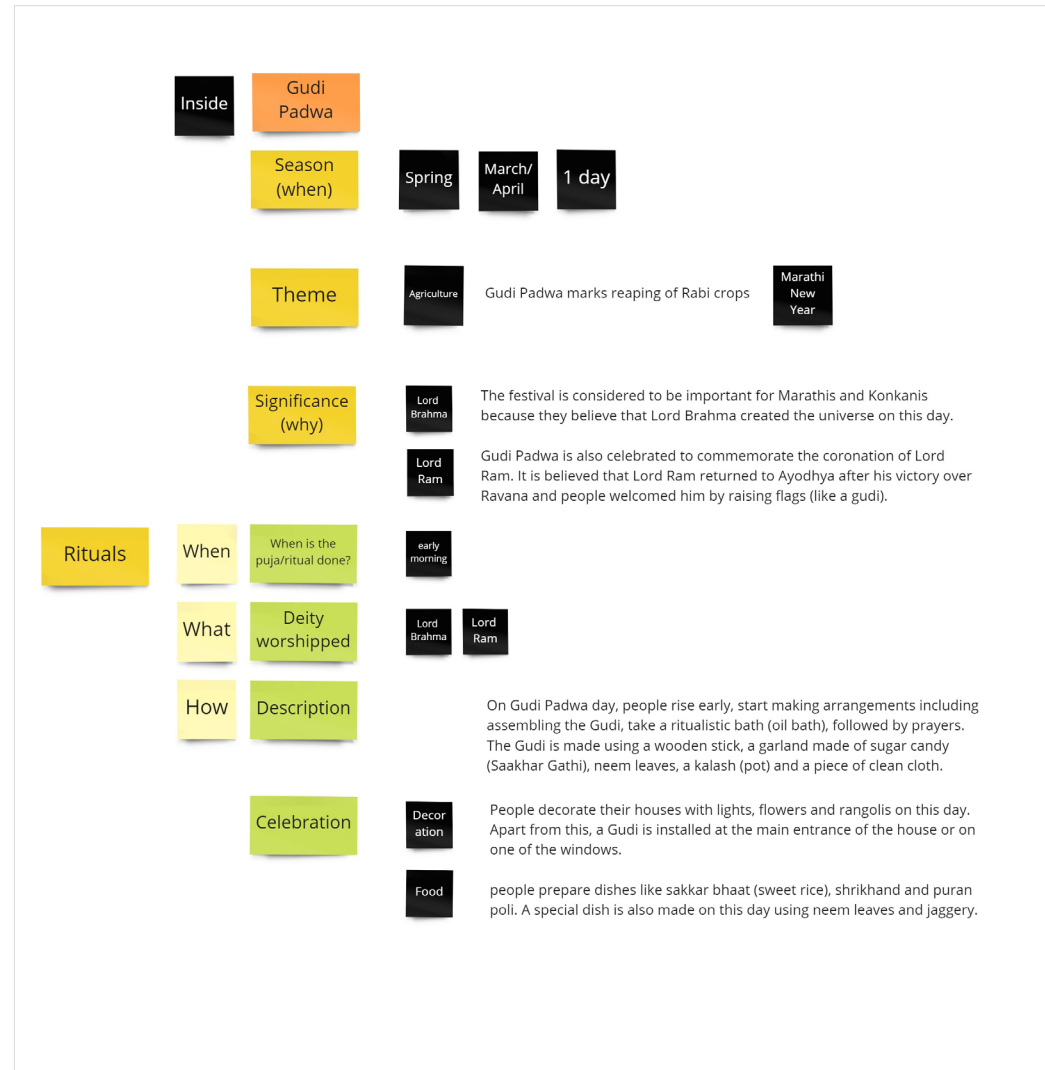 Inside
Gudi
Padwa
Season
(when)
Spring
March/
April
1 day
Theme
Agriculture
Gudi Padwa marks reaping of Rabi crops
Marathi
New
Year
Significance
(why)
Lord
Brahma
The festival is considered to be important for Marathis and Konkanis
because they believe that Lord Brahma created the universe on this day.
Lord
Ram
Gudi Padwa is also celebrated to commemorate the coronation of Lord
Ram. It is believed that Lord Ram returned to Ayodhya after his victory over
Ravana and people welcomed him by raising flags (like a gudi).
Rituals
When
When is the
puja/ritual done?
early
morning
What
Deity
worshipped
Lord
Brahma
Lord
Ram
How
Description
On Gudi Padwa day, people rise early, start making arrangements including
assembling the Gudi, take a ritualistic bath (oil bath), followed by prayers.
The Gudi is made using a wooden stick, a garland made of sugar candy
(Saakhar Gathi), neem leaves, a kalash (pot) and a piece of clean cloth.
Celebration
Decor
ation
People decorate their houses with lights, flowers and rangolis on this day.
Apart from this, a Gudi is installed at the main entrance of the house or on
one of the windows.
Food
people prepare dishes like sakkar bhaat (sweet rice), shrikhand and puran
poli. A special dish is also made on this day using neem leaves and jaggery.